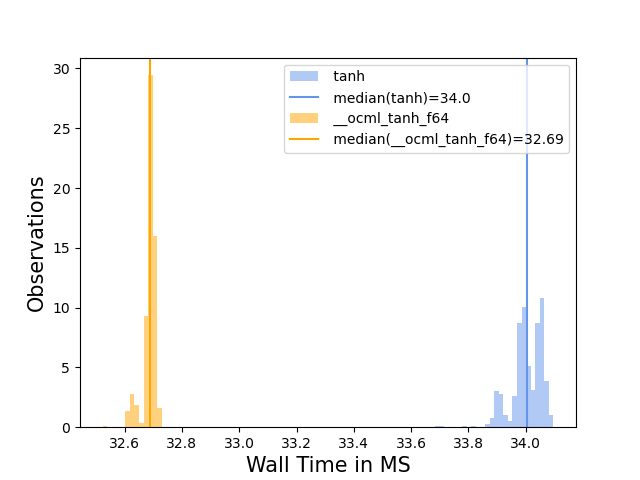 30
25
20
15
10
5
0
Observations
tanh
median(tanh)=34.0
__ocml_tanh_f64
median(__ocml_tanh_f64)=32.69
32.6 32.8 33.0 33.2 33.4 33.6 33.8 34.0
Wall Time in MS